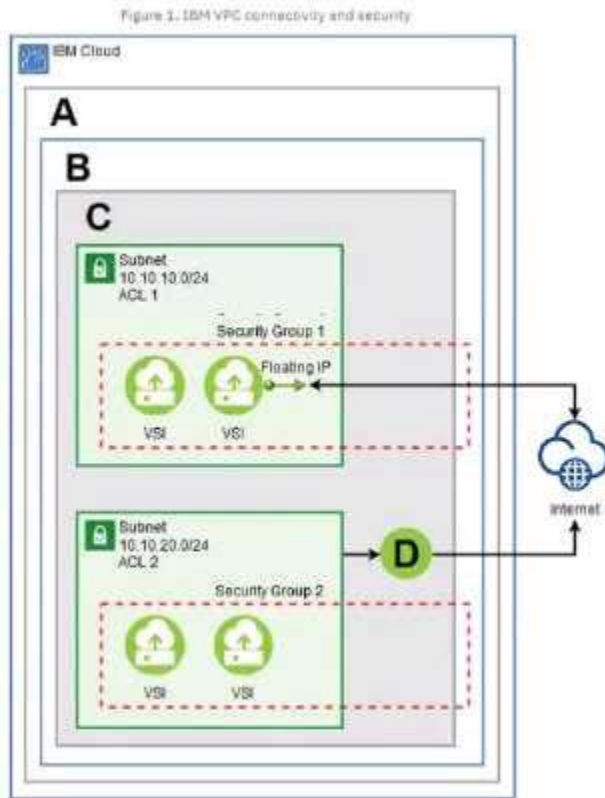 Figure 1. IBM VPC connectivity and security
IBM Cloud
A
B
C
Subnet
10.10.10.0/24
ACL 1
Security Group 1
Floating IP
VSI
VSI
Internet
Subnet
10.10.20.0/24
ACL 2
D
Security Group 2
VSI
VSI